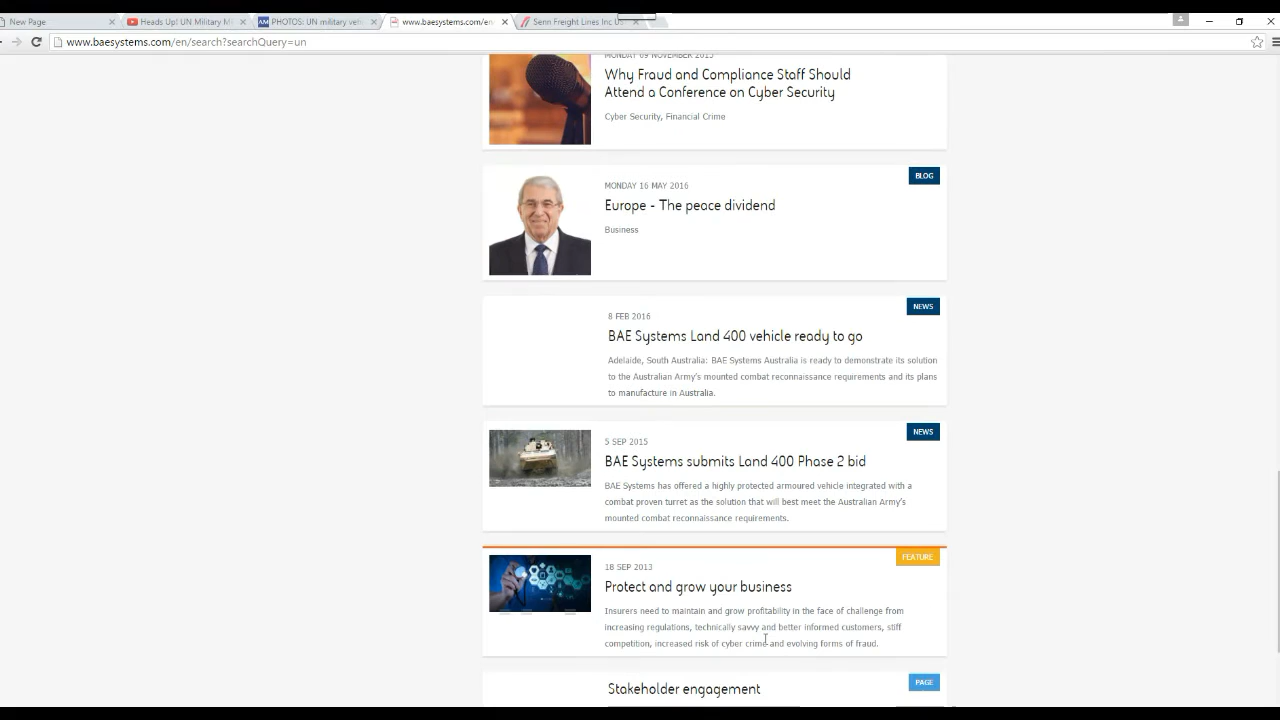 New Page
Heads Up! UN Military M
PHOTOS: UN military veh
www.baesystems.com/en
Senn Freight Lines Inc US
www.baesystems.com/en/search?searchQuery=un
MONDAY 09 NOVEMBER 2015
Why Fraud and Compliance Staff Should
Attend a Conference on Cyber Security
Cyber Security, Financial Crime
BLOG
MONDAY 16 MAY 2016
Europe - The peace dividend
Business
NEWS
8 FEB 2016
BAE Systems Land 400 vehicle ready to go
Adelaide, South Australia: BAE Systems Australia is ready to demonstrate its solution
to the Australian Army's mounted combat reconnaissance requirements and its plans
to manufacture in Australia.
NEWS
5 SEP 2015
BAE Systems submits Land 400 Phase 2 bid
BAE Systems has offered a highly protected armoured vehicle integrated with a
combat proven turret as the solution that will best meet the Australian Army's
mounted combat reconnaissance requirements.
FEATURE
18 SEP 2013
Protect and grow your business
Insurers need to maintain and grow profitability in the face of challenge from
increasing regulations, technically savvy and better informed customers, stiff
competition, increased risk of cyber crime and evolving forms of fraud.
PAGE
Stakeholder engagement